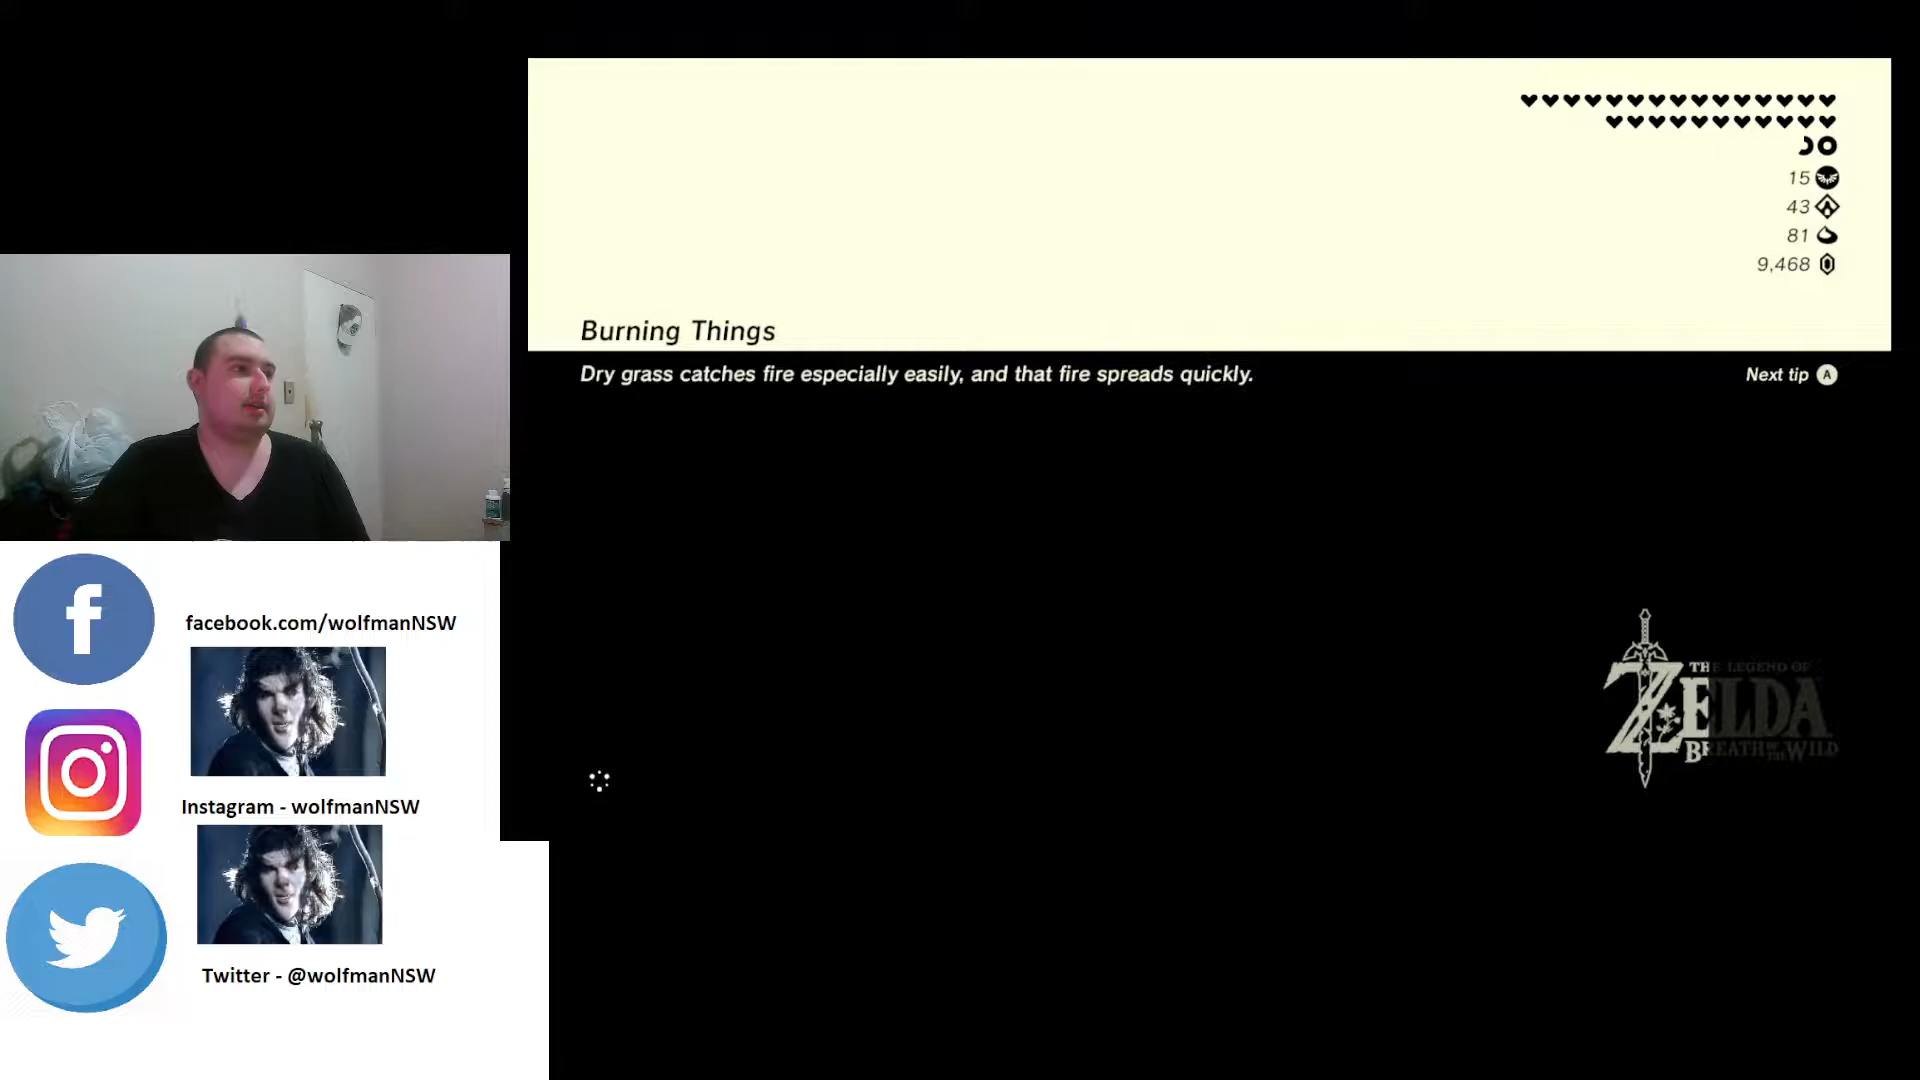 15
43
81
9,468
Burning Things
Dry grass catches fire especially easily, and that fire spreads quickly.
Next tip A
THE LEGEND OF
ZELDA
BREATH OF THE WILD
f
facebook.com/wolfmanNSW
Instagram - wolfmanNSW
Twitter - @wolfmanNSW